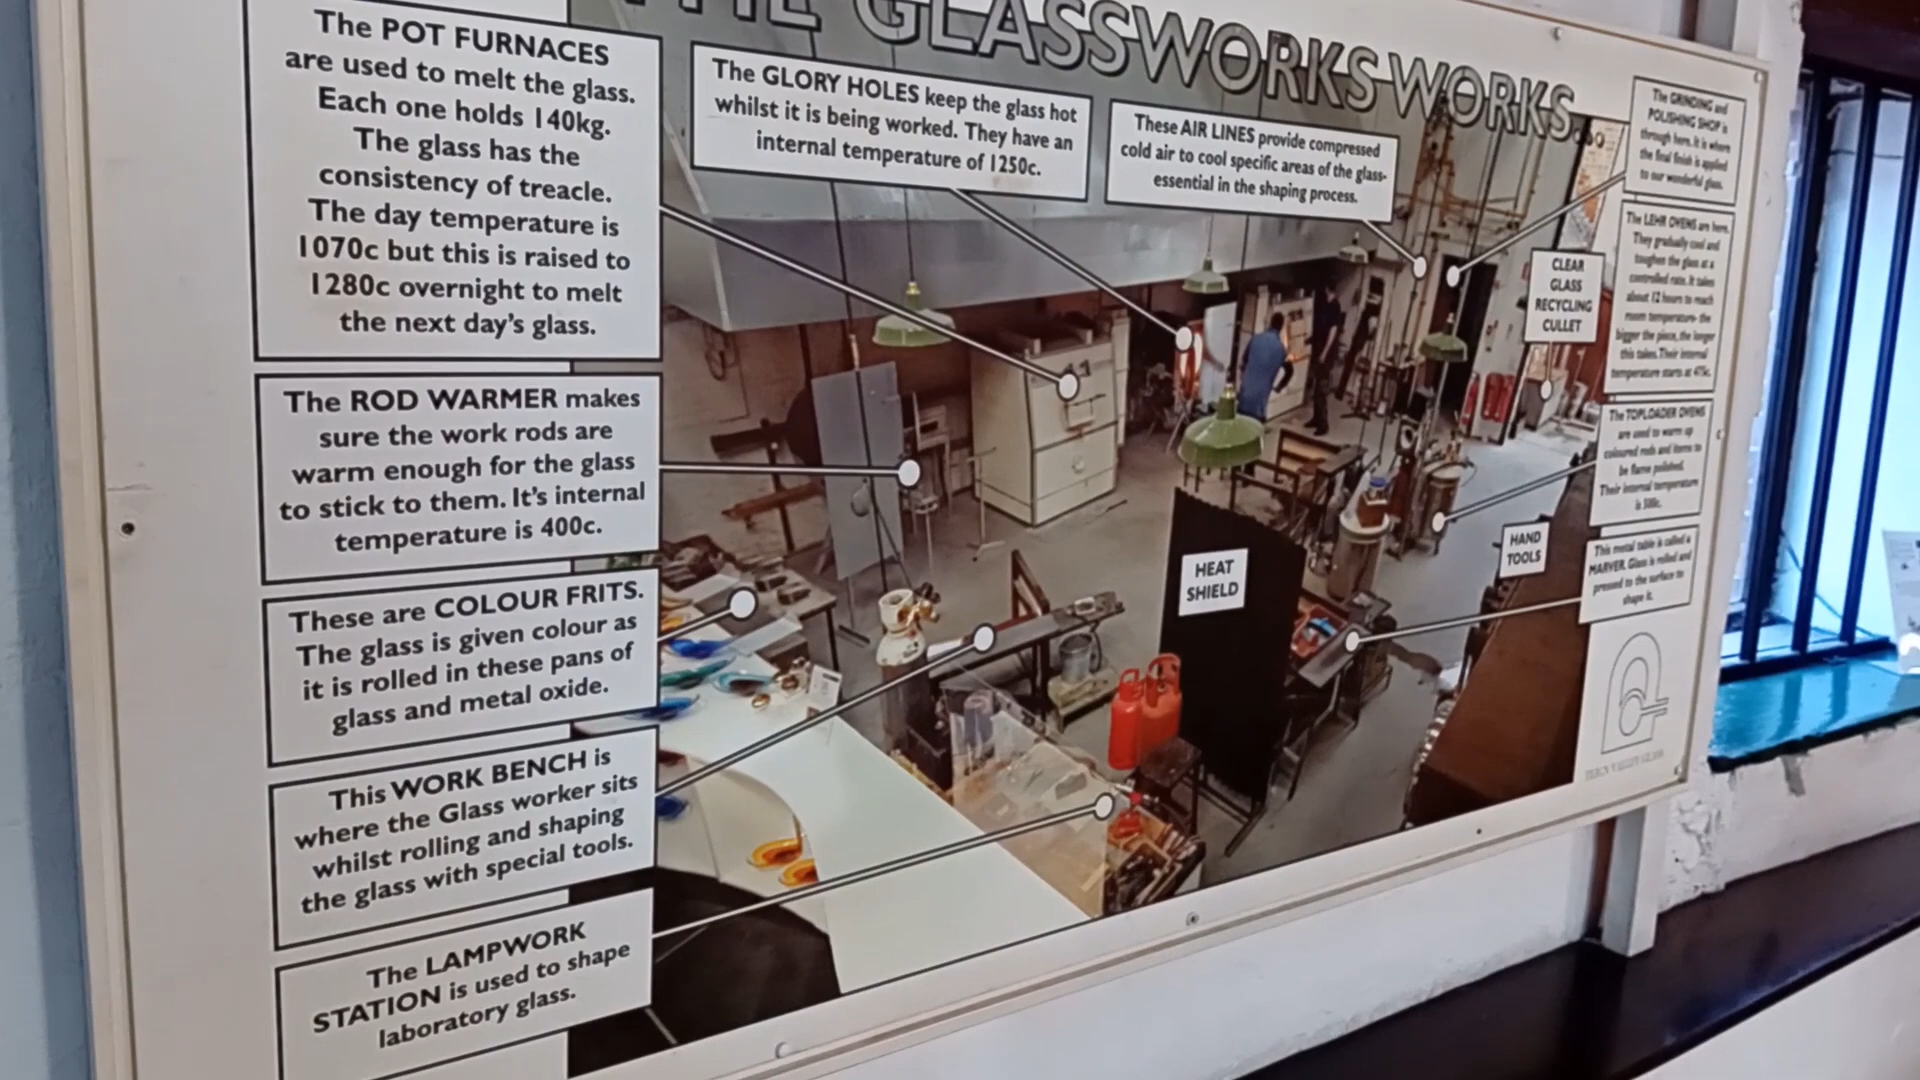 THE GLASSWORKS WORKS...
The POT FURNACES
are used to melt the glass.
Each one holds 140kg.
The glass has the
consistency of treacle.
The day temperature is
1070c but this is raised to
1280c overnight to melt
the next day's glass.
The ROD WARMER makes
sure the work rods are
warm enough for the glass
to stick to them. It's internal
temperature is 400c.
These are COLOUR FRITS.
The glass is given colour as
it is rolled in these pans of
glass and metal oxide.
This WORK BENCH is
where the Glass worker sits
whilst rolling and shaping
the glass with special tools.
The LAMPWORK
STATION is used to shape
laboratory glass.
The GLORY HOLES keep the glass hot
whilst it is being worked. They have an
internal temperature of 1250c.
These AIR LINES provide compressed
cold air to cool specific areas of the glass-
essential in the shaping process.
The GRINDING and
POLISHING SHOP is
through here. It is where
the final finish is applied
to our wonderful glass.
CLEAR
GLASS
RECYCLING
CULLET
The LEHR OVENS are here.
They gradually cool and
toughen the glass at a
controlled rate. It takes
about 12 hours to reach
room temperature- the
bigger the piece, the longer
this takes. Their internal
temperature starts at 475c.
The TOPLOADER OVENS
are used to warm up
coloured rods and items to
be flame polished.
Their internal temperature
is 500c.
HAND
TOOLS
HEAT
SHIELD
This metal table is called a
MARVER. Glass is rolled and
pressed to the surface to
shape it.
TEIGN VALLEY GLASS